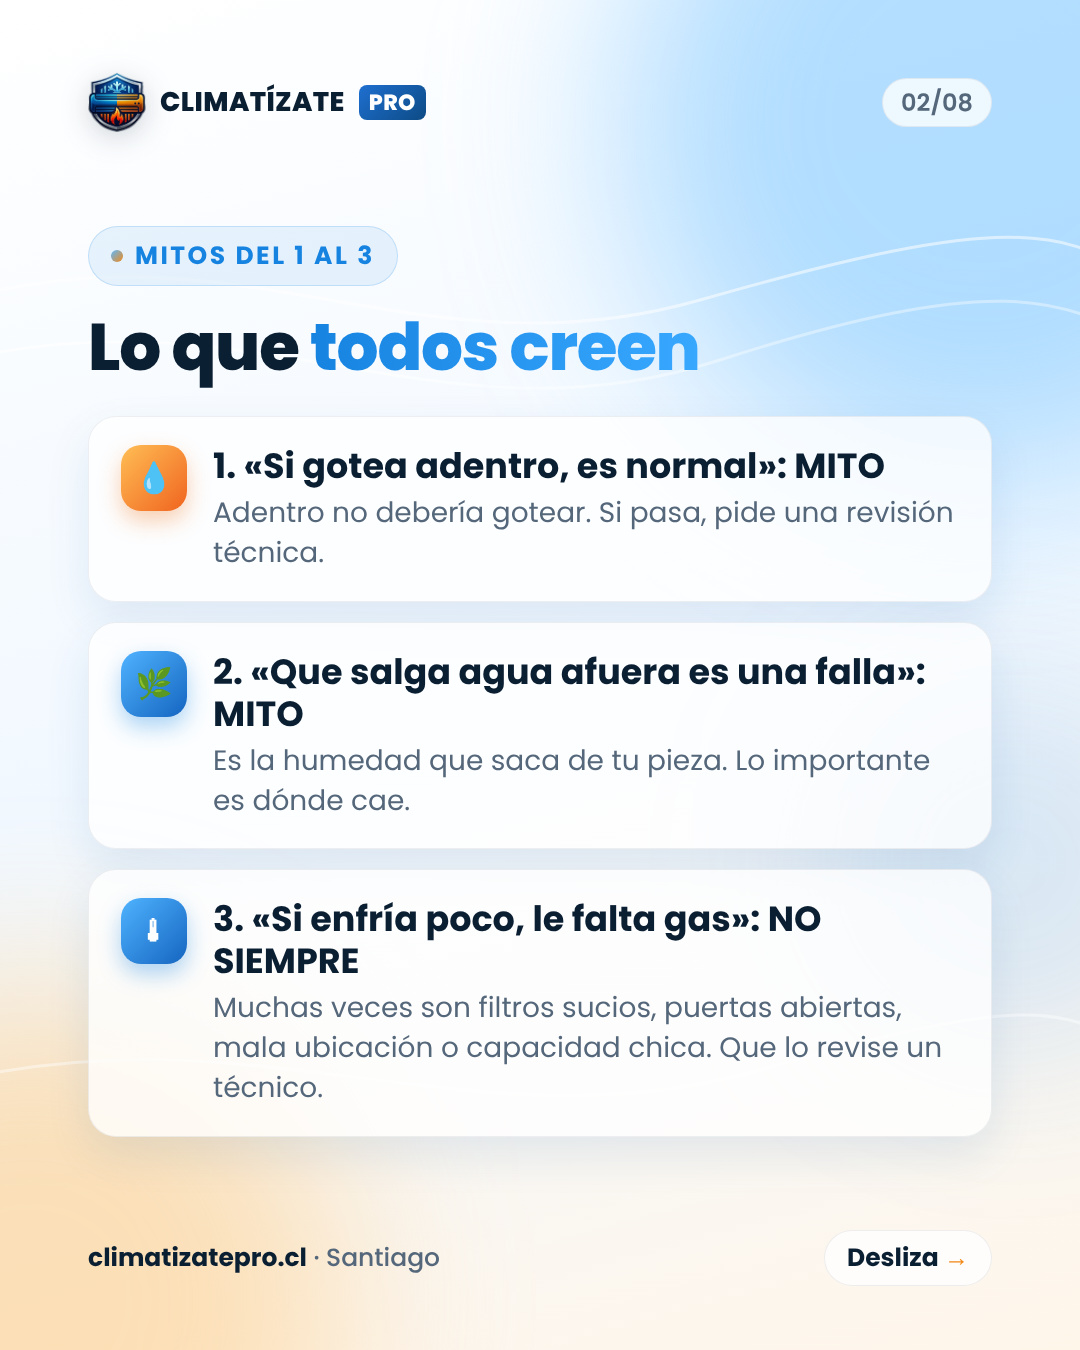 CLIMATÍZATE PRO
02/08
MITOS DEL 1 AL 3
Lo que todos creen
1. «Si gotea adentro, es normal»: MITO
Adentro no debería gotear. Si pasa, pide una revisión
técnica.
2. «Que salga agua afuera es una falla»:
MITO
Es la humedad que saca de tu pieza. Lo importante
es dónde cae.
3. «Si enfría poco, le falta gas»: NO
SIEMPRE
Muchas veces son filtros sucios, puertas abiertas,
mala ubicación o capacidad chica. Que lo revise un
técnico.
climatizatepro.cl · Santiago
Desliza →